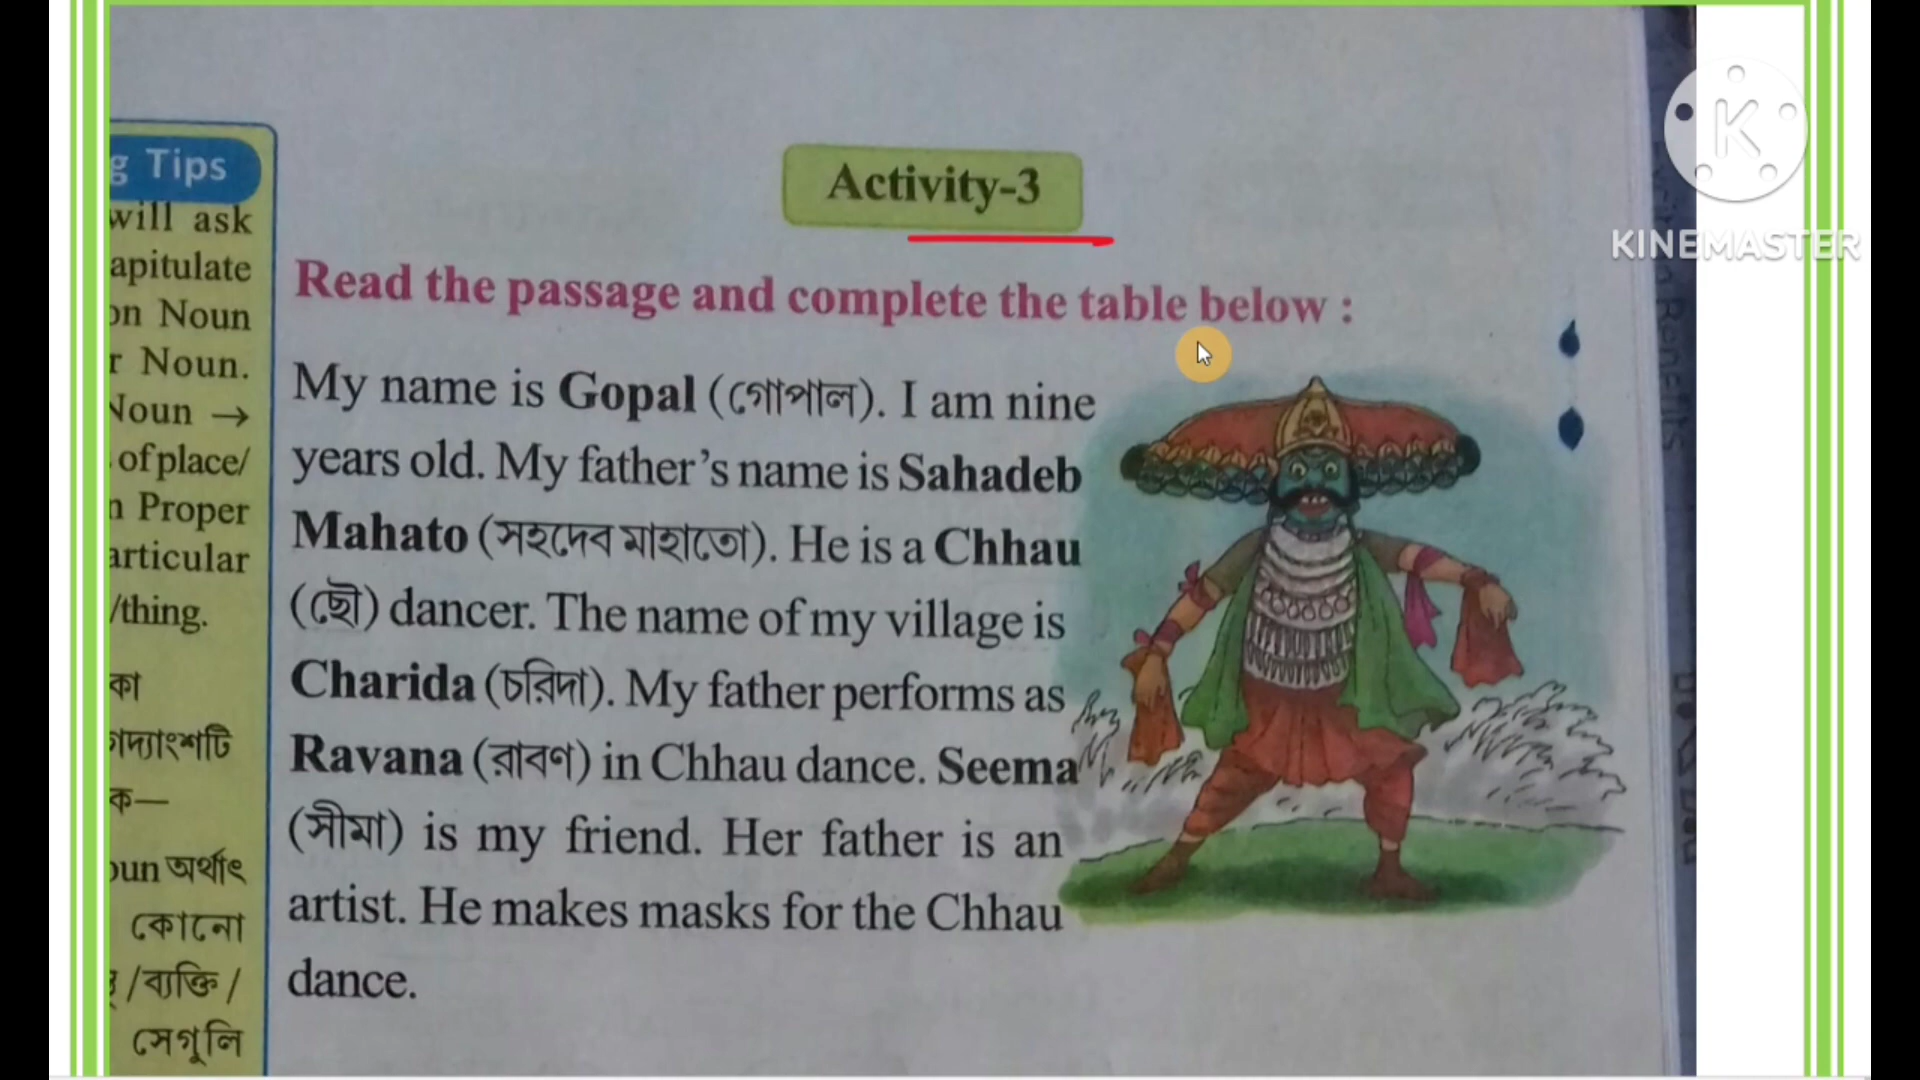 g Tips
will ask
apitulate
on Noun
r Noun.
Noun →
of place/
n Proper
articular
/thing.
কা
গদ্যাংশটি
ক—
oun অর্থাৎ
কোনো
/ব্যক্তি /
সেগুলি
Activity-3
Read the passage and complete the table below :
My name is Gopal (গোপাল). I am nine
years old. My father's name is Sahadeb
Mahato (সহদেব মাহাতো). He is a Chhau
(ছৌ) dancer. The name of my village is
Charida (চরিদা). My father performs as
Ravana (রাবণ) in Chhau dance. Seema
(সীমা) is my friend. Her father is an
artist. He makes masks for the Chhau
dance.
K
KINEMASTER